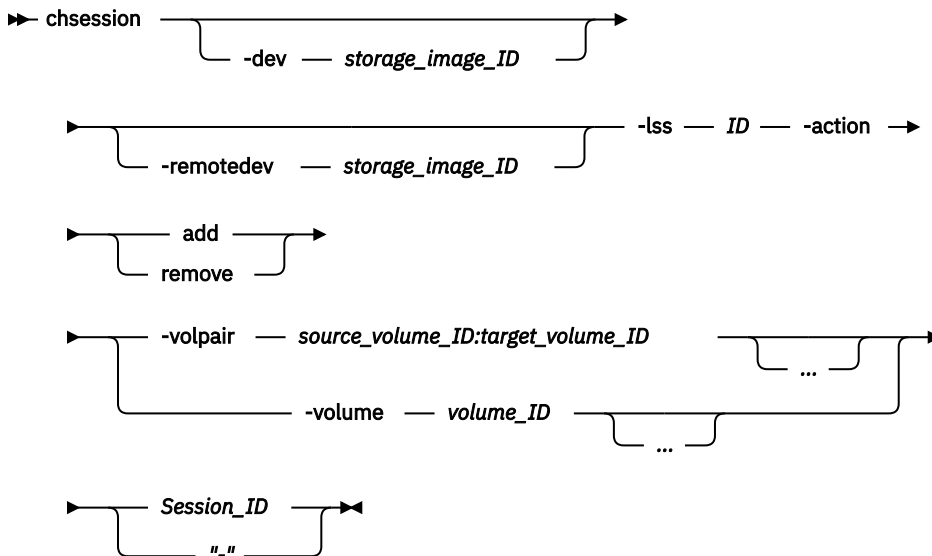 chsession
-dev storage_image_ID
-remotedev storage_image_ID -lss ID -action
add
remove
-volpair source_volume_ID:target_volume_ID
...
-volume volume_ID
...
Session_ID
"-"